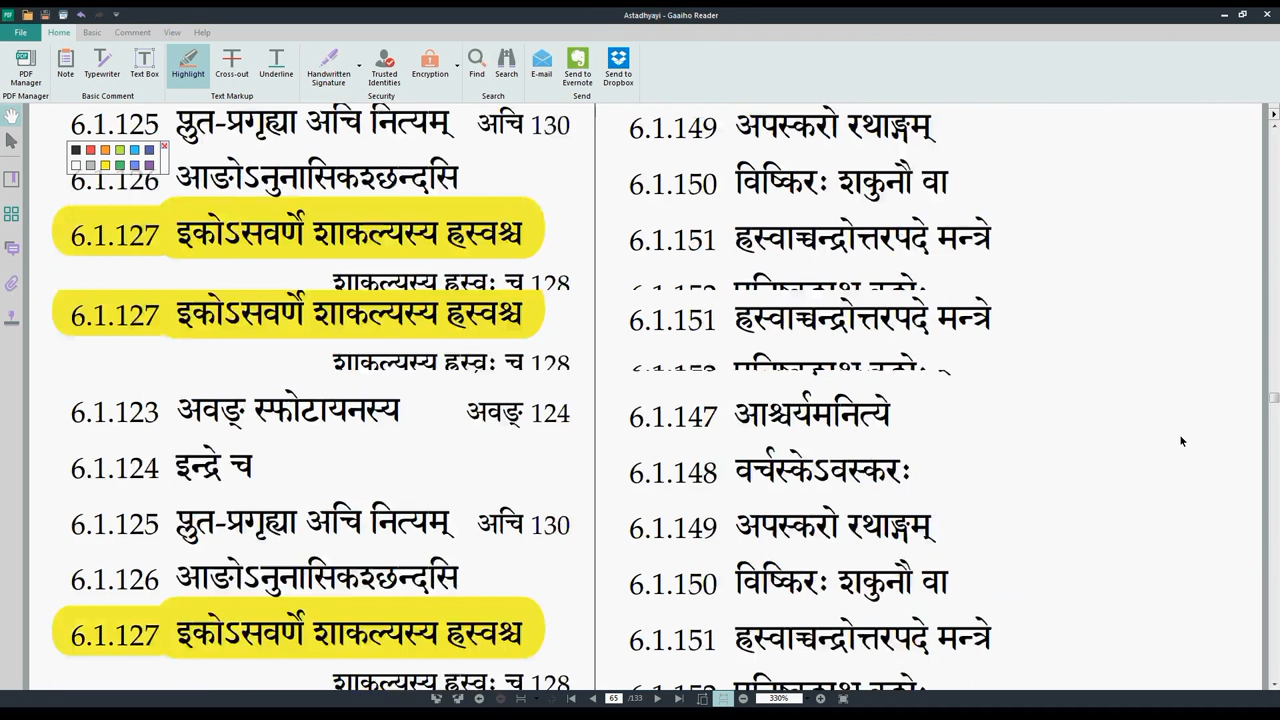 Astadhyayi - Gaaiho Reader
File Home Basic Comment View Help
PDF Manager Note Typewriter Text Box Highlight Cross-out Underline Handwritten Signature Trusted Identities Encryption Find Search E-mail Send to Evernote Send to Dropbox
PDF Manager Basic Comment Text Markup Security Search Send
6.1.125 प्लुत-प्रगृह्या अचि नित्यम् अचि 130
6.1.126 आङोऽनुनासिकश्छन्दसि
6.1.127 इकोऽसवर्णे शाकल्यस्य ह्रस्वश्च
शाकल्यस्य ह्रस्वः च 128
6.1.127 इकोऽसवर्णे शाकल्यस्य ह्रस्वश्च
शाकल्यस्य ह्रस्वः च 128
6.1.123 अवङ् स्फोटायनस्य अवङ् 124
6.1.124 इन्द्रे च
6.1.125 प्लुत-प्रगृह्या अचि नित्यम् अचि 130
6.1.126 आङोऽनुनासिकश्छन्दसि
6.1.127 इकोऽसवर्णे शाकल्यस्य ह्रस्वश्च
शाकल्यस्य ह्रस्वः च 128
6.1.149 अपस्करो रथाङ्गम्
6.1.150 विष्किरः शकुनौ वा
6.1.151 ह्रस्वाच्चन्द्रोत्तरपदे मन्त्रे
6.1.151 ह्रस्वाच्चन्द्रोत्तरपदे मन्त्रे
6.1.147 आश्चर्यमनित्ये
6.1.148 वर्चस्केऽवस्करः
6.1.149 अपस्करो रथाङ्गम्
6.1.150 विष्किरः शकुनौ वा
6.1.151 ह्रस्वाच्चन्द्रोत्तरपदे मन्त्रे
65 /133 330%